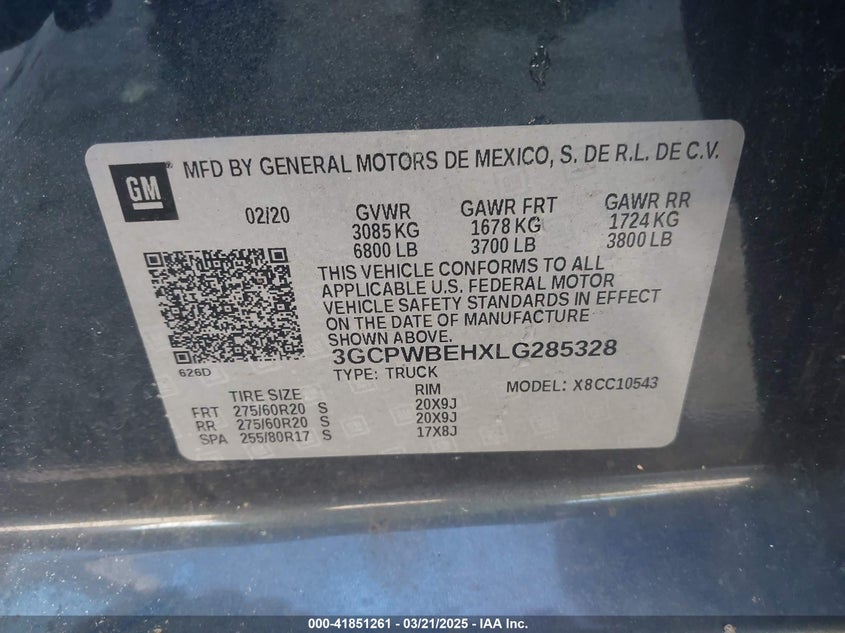 GM
MFD BY GENERAL MOTORS DE MEXICO, S. DE R.L. DE C.V.
02/20 GVWR GAWR FRT GAWR RR
3085 KG 1678 KG 1724 KG
6800 LB 3700 LB 3800 LB
THIS VEHICLE CONFORMS TO ALL
APPLICABLE U.S. FEDERAL MOTOR
VEHICLE SAFETY STANDARDS IN EFFECT
ON THE DATE OF MANUFACTURE
SHOWN ABOVE.
626D
3GCPWBEHXLG285328
TYPE: TRUCK MODEL: X8CC10543
TIRE SIZE RIM
FRT 275/60R20 S 20X9J
RR 275/60R20 S 20X9J
SPA 255/80R17 S 17X8J
000-41851261 - 03/21/2025 - IAA Inc.